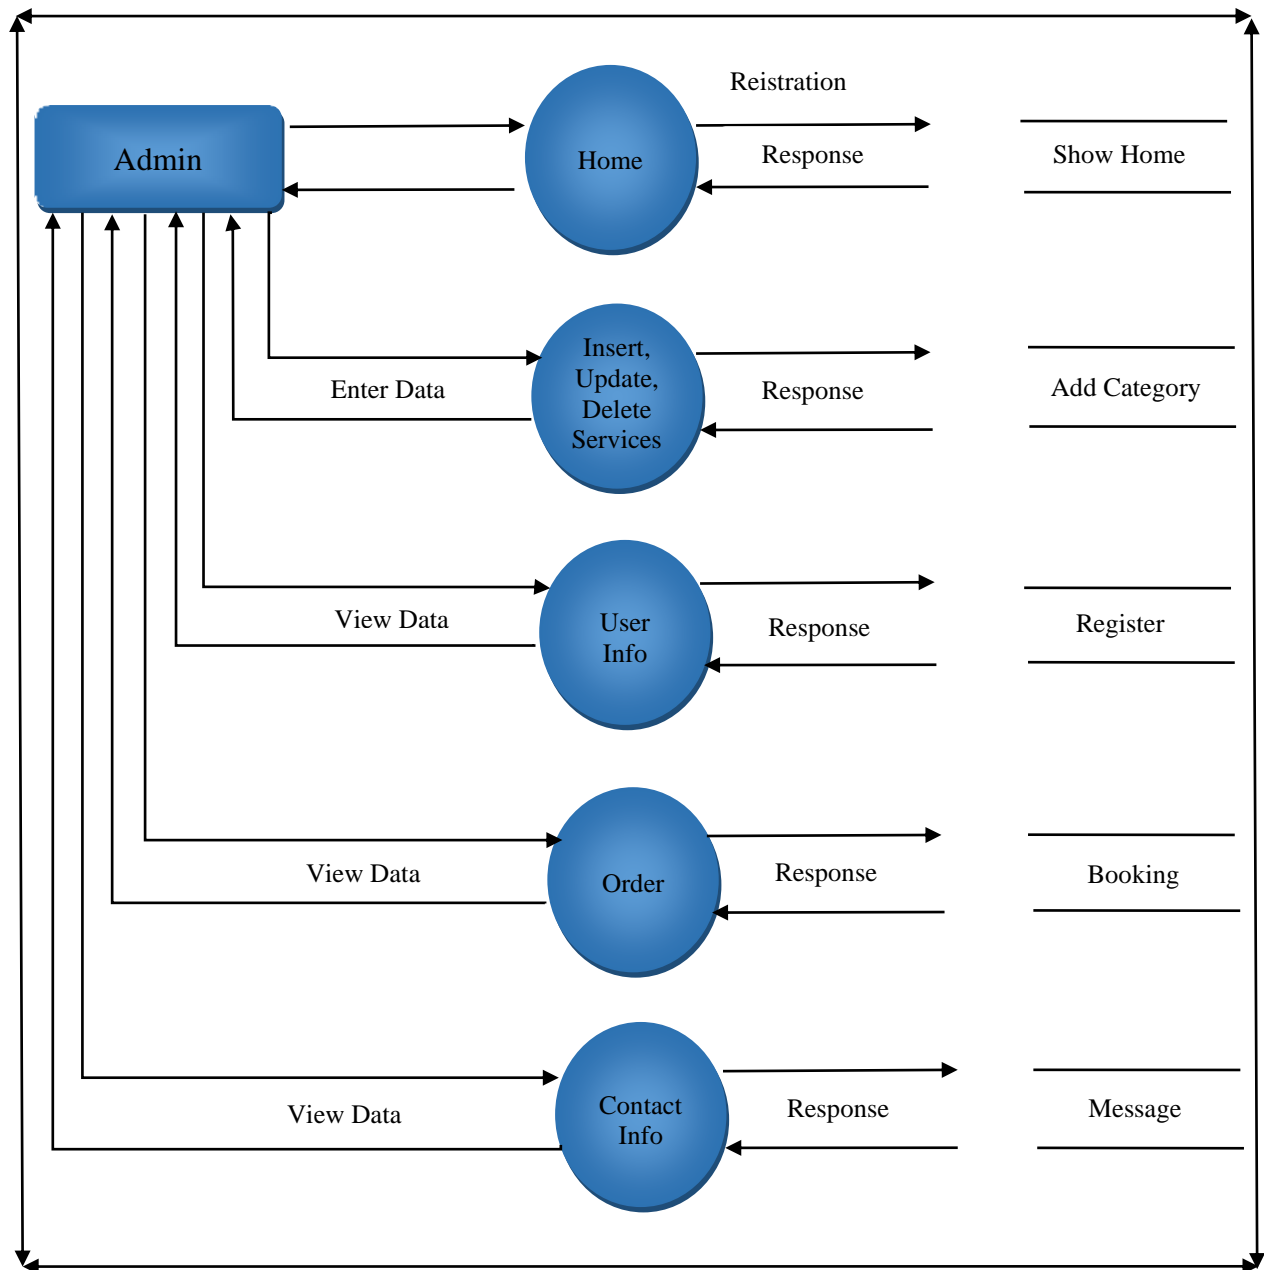 Reistration
Admin
Home
Response
Show Home
Insert,
Update,
Delete
Services
Enter Data
Response
Add Category
View Data
User
Info
Response
Register
View Data
Order
Response
Booking
View Data
Contact
Info
Response
Message